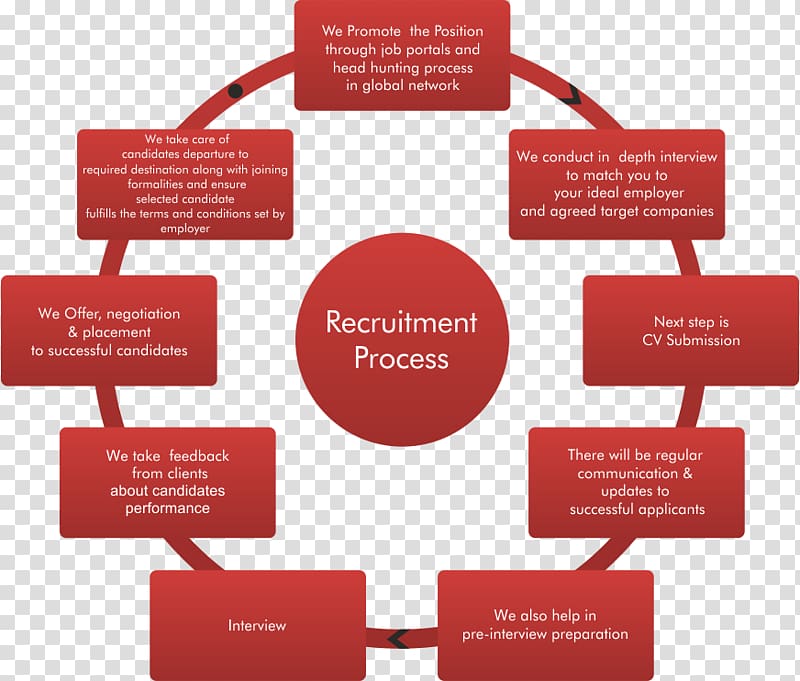 We Promote the Position
through job portals and
head hunting process
in global network
We conduct in depth interview
to match you to
your ideal employer
and agreed target companies
Next step is
CV Submission
There will be regular
communication &
updates to
successful applicants
We also help in
pre-interview preparation
Interview
We take feedback
from clients
about candidates
performance
We Offer, negotiation
& placement
to successful candidates
We take care of
candidates departure to
required destination along with joining
formalities and ensure
selected candidate
fulfills the terms and conditions set by
employer
Recruitment
Process